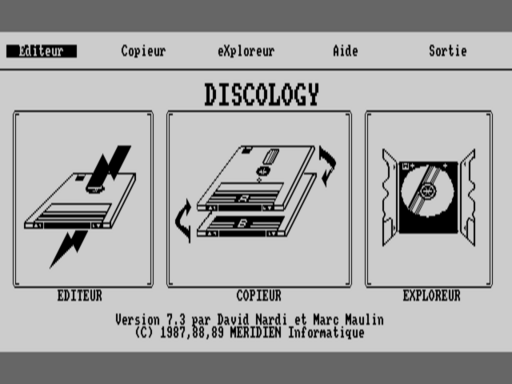 Editeur Copieur eXploreur Aide Sortie
DISCOLOGY
A
B
EDITEUR COPIEUR EXPLOREUR
Version 7.3 par David Nardi et Marc Maulin
(C) 1987,88,89 MERIDIEN Informatique